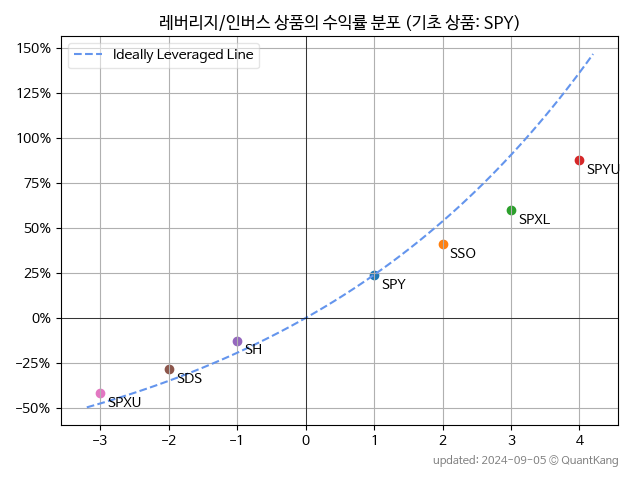 레버리지/인버스 상품의 수익률 분포 (기초 상품: SPY)
Ideally Leveraged Line
150%
125%
100%
75%
50%
25%
0%
−25%
−50%
SPYU
SPXL
SSO
SPY
SH
SDS
SPXU
−3 −2 −1 0 1 2 3 4
updated: 2024-09-05 © QuantKang